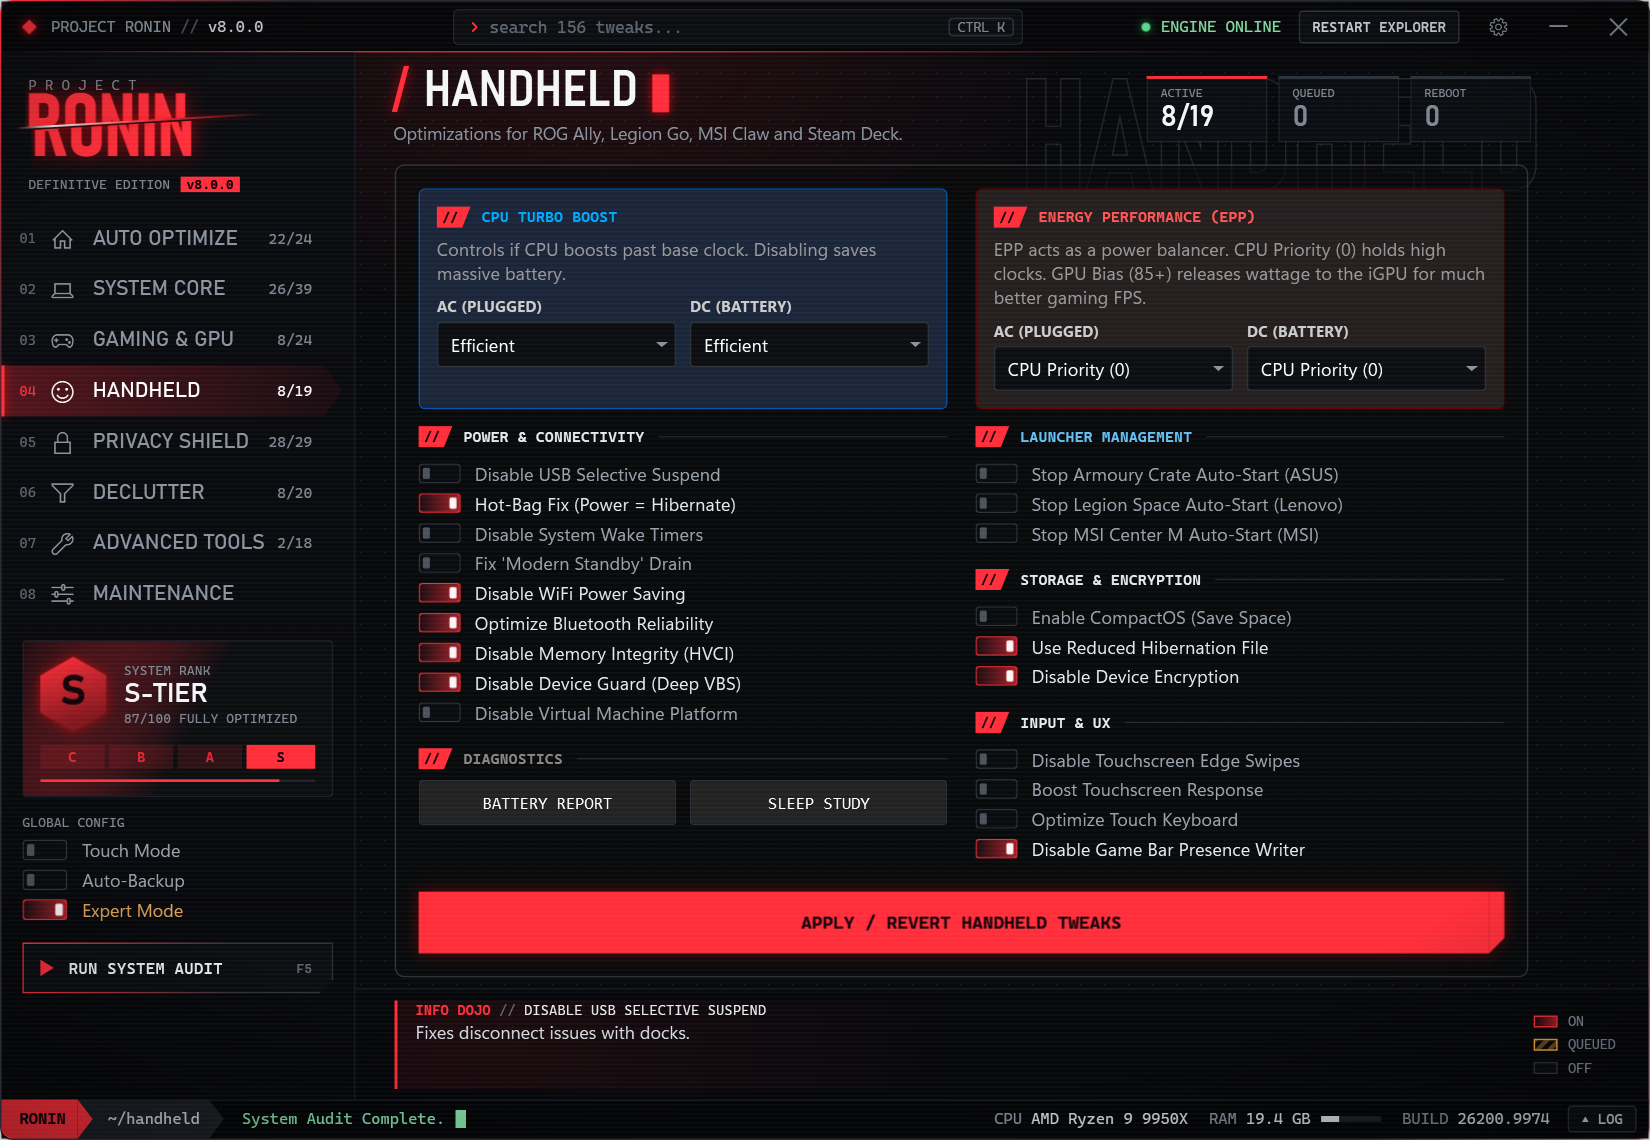 PROJECT RONIN // v8.0.0
search 156 tweaks...
CTRL K
ENGINE ONLINE
RESTART EXPLORER
PROJECT
RONIN
DEFINITIVE EDITION v8.0.0
01 AUTO OPTIMIZE 22/24
02 SYSTEM CORE 26/39
03 GAMING & GPU 8/24
04 HANDHELD 8/19
05 PRIVACY SHIELD 28/29
06 DECLUTTER 8/20
07 ADVANCED TOOLS 2/18
08 MAINTENANCE
S
SYSTEM RANK
S-TIER
87/100 FULLY OPTIMIZED
C B A S
GLOBAL CONFIG
Touch Mode
Auto-Backup
Expert Mode
RUN SYSTEM AUDIT F5
/ HANDHELD
Optimizations for ROG Ally, Legion Go, MSI Claw and Steam Deck.
HANDHELD
ACTIVE
8/19
QUEUED
0
REBOOT
0
// CPU TURBO BOOST
Controls if CPU boosts past base clock. Disabling saves
massive battery.
AC (PLUGGED) DC (BATTERY)
Efficient Efficient
// ENERGY PERFORMANCE (EPP)
EPP acts as a power balancer. CPU Priority (0) holds high
clocks. GPU Bias (85+) releases wattage to the iGPU for much
better gaming FPS.
AC (PLUGGED) DC (BATTERY)
CPU Priority (0) CPU Priority (0)
// POWER & CONNECTIVITY
Disable USB Selective Suspend
Hot-Bag Fix (Power = Hibernate)
Disable System Wake Timers
Fix 'Modern Standby' Drain
Disable WiFi Power Saving
Optimize Bluetooth Reliability
Disable Memory Integrity (HVCI)
Disable Device Guard (Deep VBS)
Disable Virtual Machine Platform
// DIAGNOSTICS
BATTERY REPORT SLEEP STUDY
// LAUNCHER MANAGEMENT
Stop Armoury Crate Auto-Start (ASUS)
Stop Legion Space Auto-Start (Lenovo)
Stop MSI Center M Auto-Start (MSI)
// STORAGE & ENCRYPTION
Enable CompactOS (Save Space)
Use Reduced Hibernation File
Disable Device Encryption
// INPUT & UX
Disable Touchscreen Edge Swipes
Boost Touchscreen Response
Optimize Touch Keyboard
Disable Game Bar Presence Writer
APPLY / REVERT HANDHELD TWEAKS
INFO DOJO // DISABLE USB SELECTIVE SUSPEND
Fixes disconnect issues with docks.
ON
QUEUED
OFF
RONIN ~/handheld System Audit Complete.
CPU AMD Ryzen 9 9950X RAM 19.4 GB BUILD 26200.9974 ▲ LOG